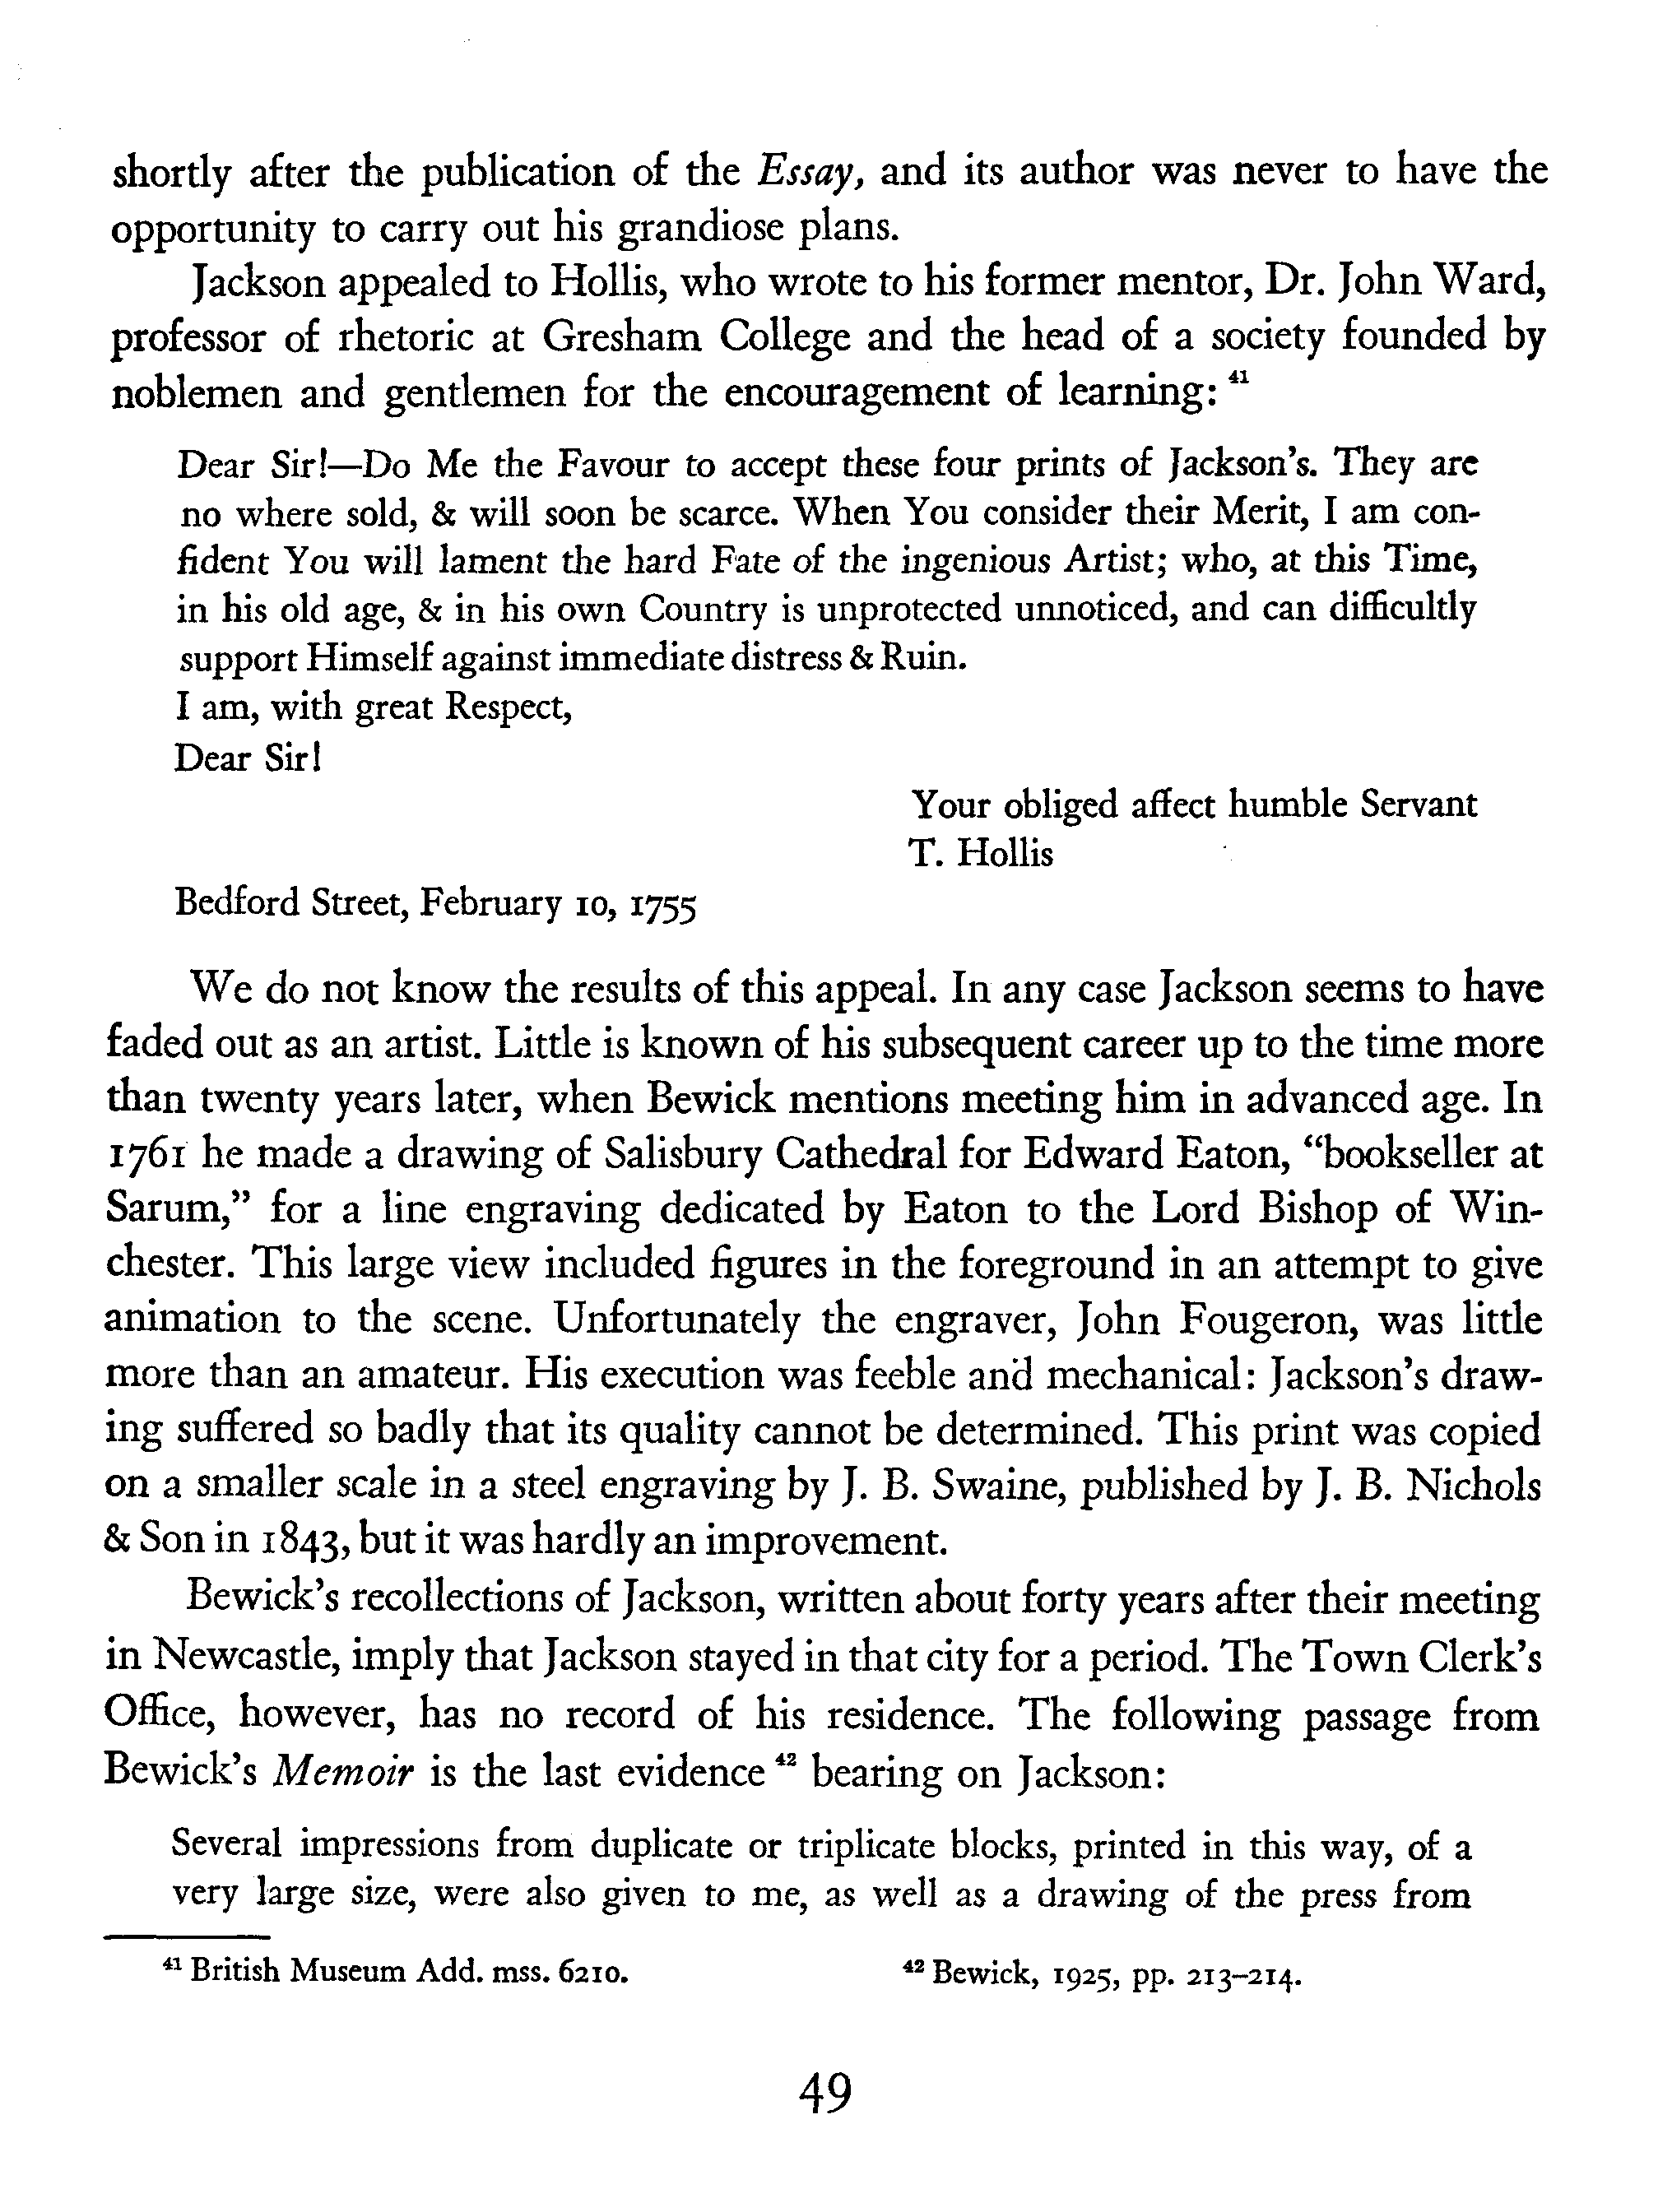 shortly after the publication of the Essay, and its author was never to have the
opportunity to carry out his grandiose plans.
Jackson appealed to Hollis, who wrote to his former mentor, Dr. John Ward,
professor of rhetoric at Gresham College and the head of a society founded by
noblemen and gentlemen for the encouragement of learning: 41
Dear Sir!—Do Me the Favour to accept these four prints of Jackson's. They are
no where sold, & will soon be scarce. When You consider their Merit, I am con-
fident You will lament the hard Fate of the ingenious Artist; who, at this Time,
in his old age, & in his own Country is unprotected unnoticed, and can difficultly
support Himself against immediate distress & Ruin.
I am, with great Respect,
Dear Sir!
Your obliged affect humble Servant
T. Hollis
Bedford Street, February 10, 1755
We do not know the results of this appeal. In any case Jackson seems to have
faded out as an artist. Little is known of his subsequent career up to the time more
than twenty years later, when Bewick mentions meeting him in advanced age. In
1761 he made a drawing of Salisbury Cathedral for Edward Eaton, "bookseller at
Sarum," for a line engraving dedicated by Eaton to the Lord Bishop of Win-
chester. This large view included figures in the foreground in an attempt to give
animation to the scene. Unfortunately the engraver, John Fougeron, was little
more than an amateur. His execution was feeble and mechanical: Jackson's draw-
ing suffered so badly that its quality cannot be determined. This print was copied
on a smaller scale in a steel engraving by J. B. Swaine, published by J. B. Nichols
& Son in 1843, but it was hardly an improvement.
Bewick's recollections of Jackson, written about forty years after their meeting
in Newcastle, imply that Jackson stayed in that city for a period. The Town Clerk's
Office, however, has no record of his residence. The following passage from
Bewick's Memoir is the last evidence 42 bearing on Jackson:
Several impressions from duplicate or triplicate blocks, printed in this way, of a
very large size, were also given to me, as well as a drawing of the press from
41 British Museum Add. mss. 6210.
42 Bewick, 1925, pp. 213–214.
49